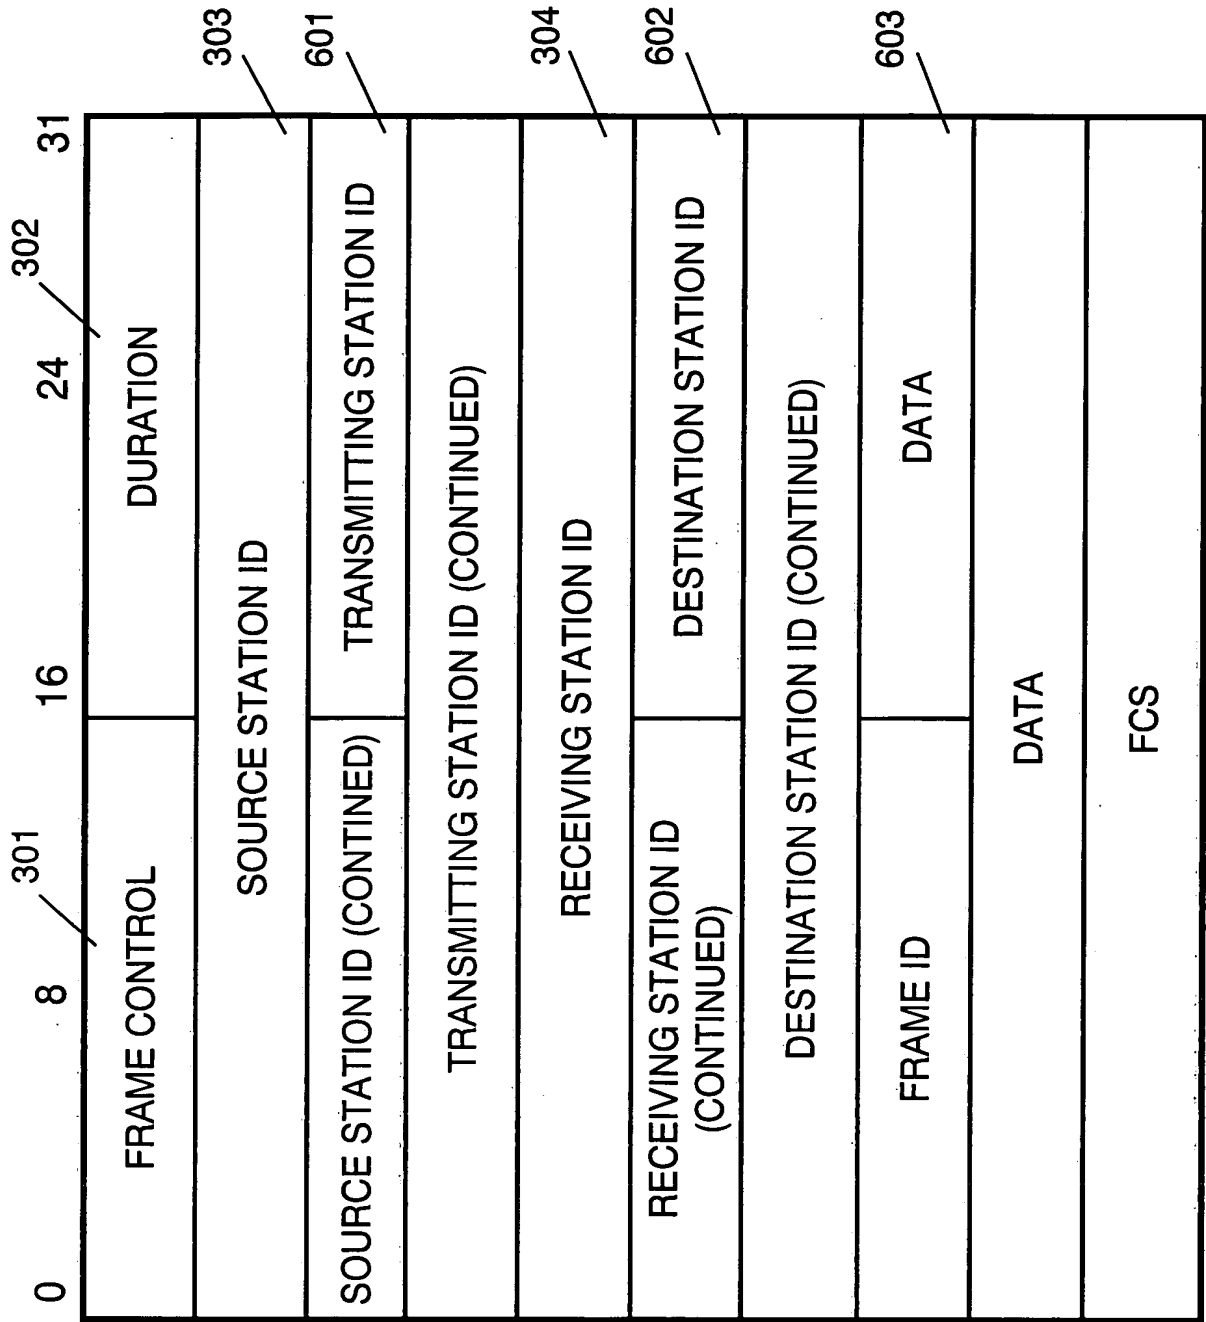 0 8 16 24 31
301
302
FRAME CONTROL DURATION
303
SOURCE STATION ID
601
SOURCE STATION ID (CONTINED) TRANSMITTING STATION ID
TRANSMITTING STATION ID (CONTINUED)
304
RECEIVING STATION ID
602
RECEIVING STATION ID
(CONTINUED)
DESTINATION STATION ID
DESTINATION STATION ID (CONTINUED)
603
FRAME ID DATA
DATA
FCS